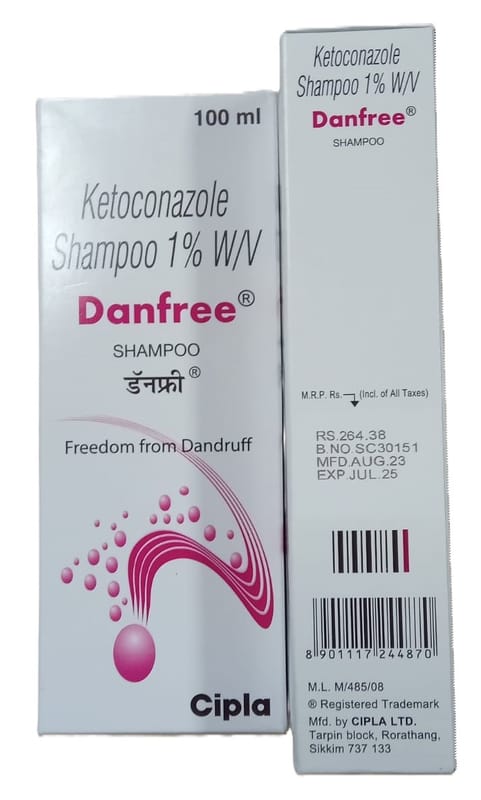 100 ml
Ketoconazole
Shampoo 1% W/V
Danfree®
SHAMPOO
डॅनफ्री ®
Freedom from Dandruff
Cipla
Ketoconazole
Shampoo 1% W/V
Danfree®
SHAMPOO
M.R.P. Rs. (Incl. of All Taxes)
RS.264.38
B.NO.SC30151
MFD.AUG.23
EXP.JUL.25
8 901117 244870
M.L. M/485/08
® Registered Trademark
Mfd. by CIPLA LTD.
Tarpin block, Rorathang,
Sikkim 737 133